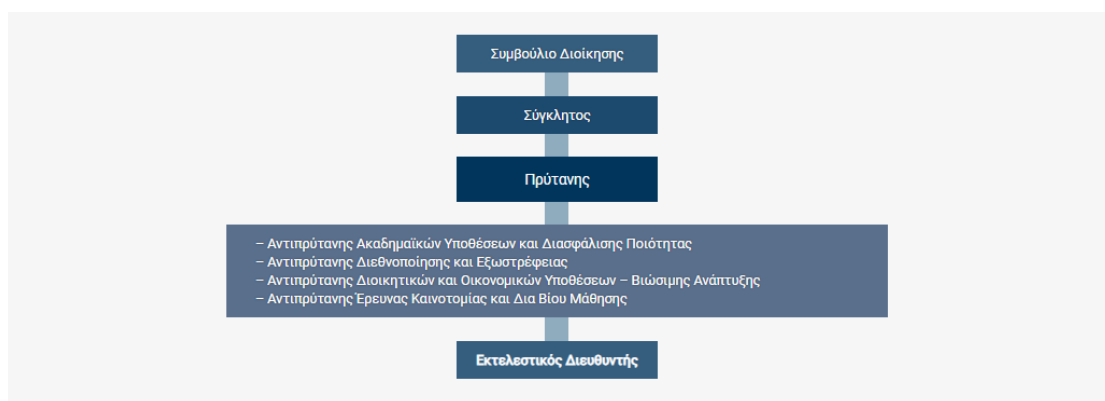 Συμβούλιο Διοίκησης
Σύγκλητος
Πρύτανης
– Αντιπρύτανης Ακαδημαϊκών Υποθέσεων και Διασφάλισης Ποιότητας
– Αντιπρύτανης Διεθνοποίησης και Εξωστρέφειας
– Αντιπρύτανης Διοικητικών και Οικονομικών Υποθέσεων – Βιώσιμης Ανάπτυξης
– Αντιπρύτανης Έρευνας Καινοτομίας και Δια Βίου Μάθησης
Εκτελεστικός Διευθυντής